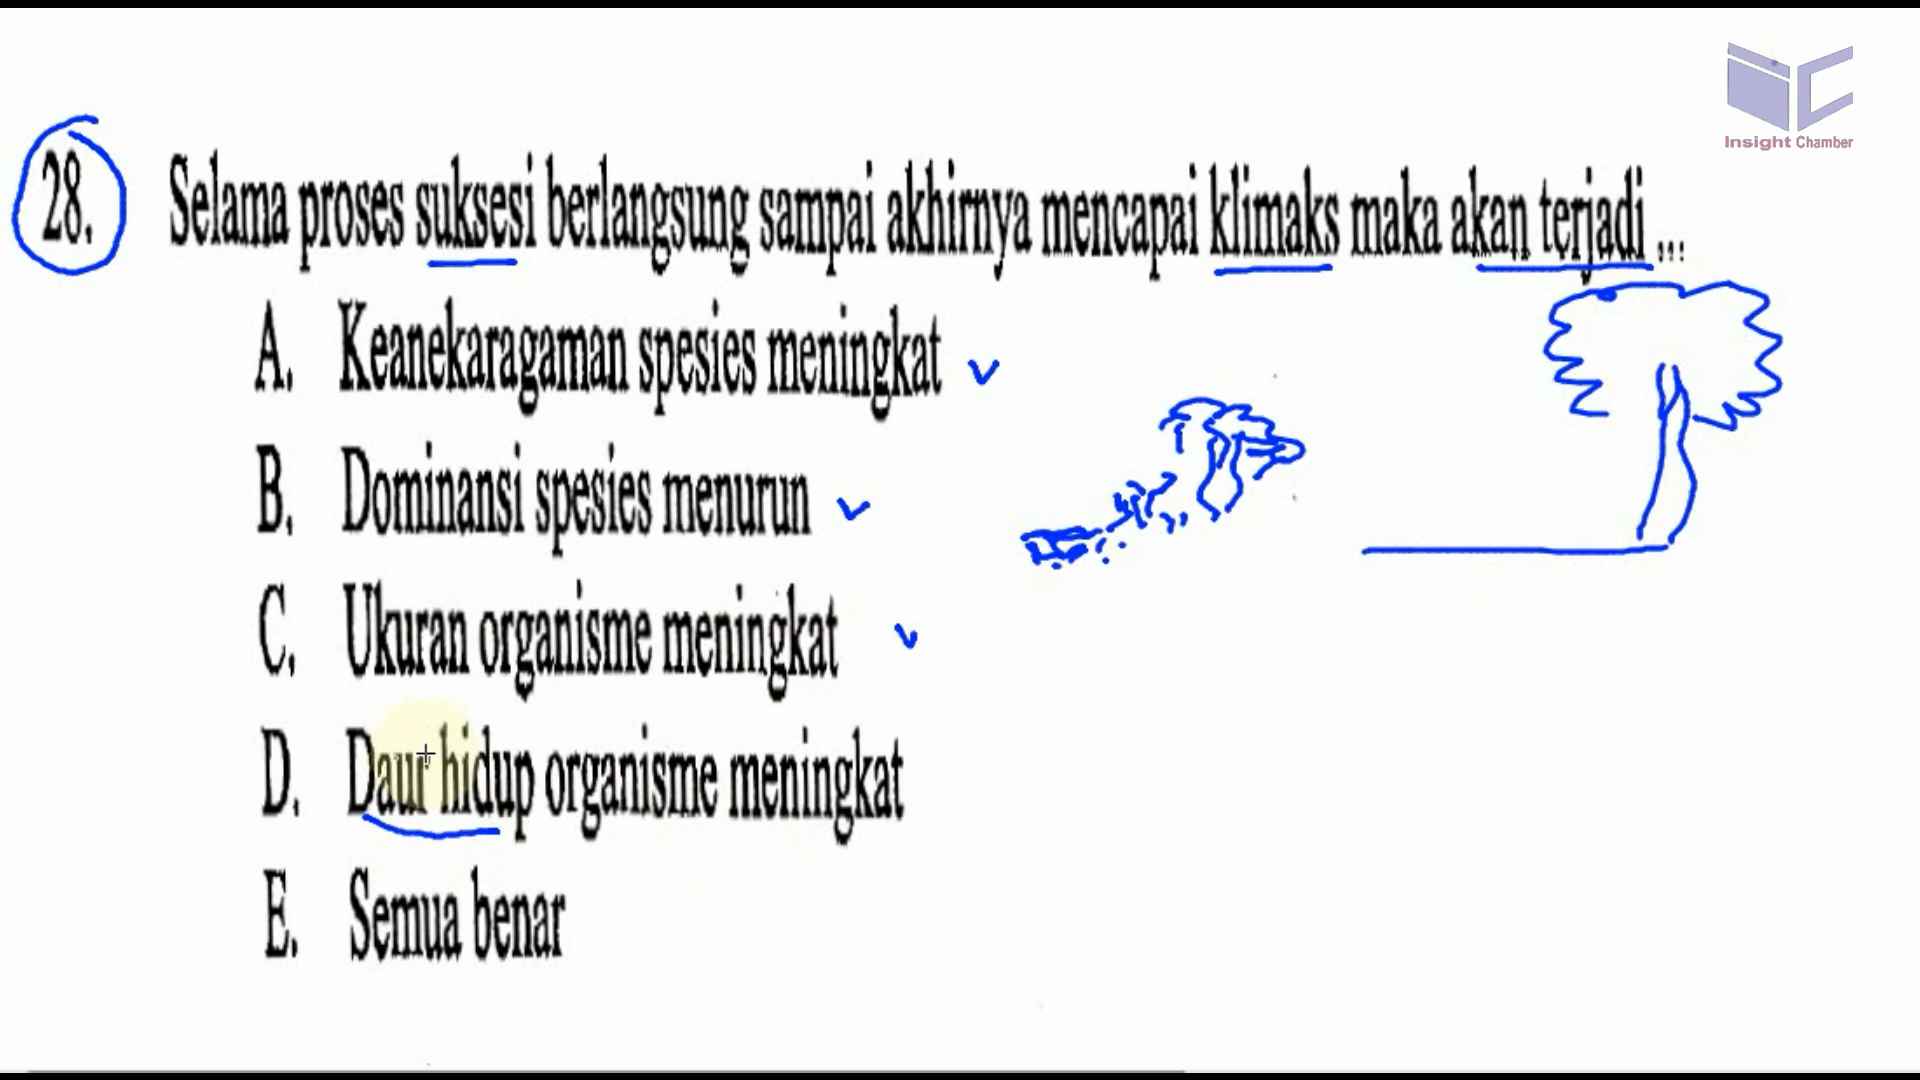 Insight Chamber
28. Selama proses suksesi berlangsung sampai akhirnya mencapai klimaks maka akan terjadi ...
A. Keanekaragaman spesies meningkat
B. Dominansi spesies menurun
C. Ukuran organisme meningkat
D. Daur hidup organisme meningkat
E. Semua benar